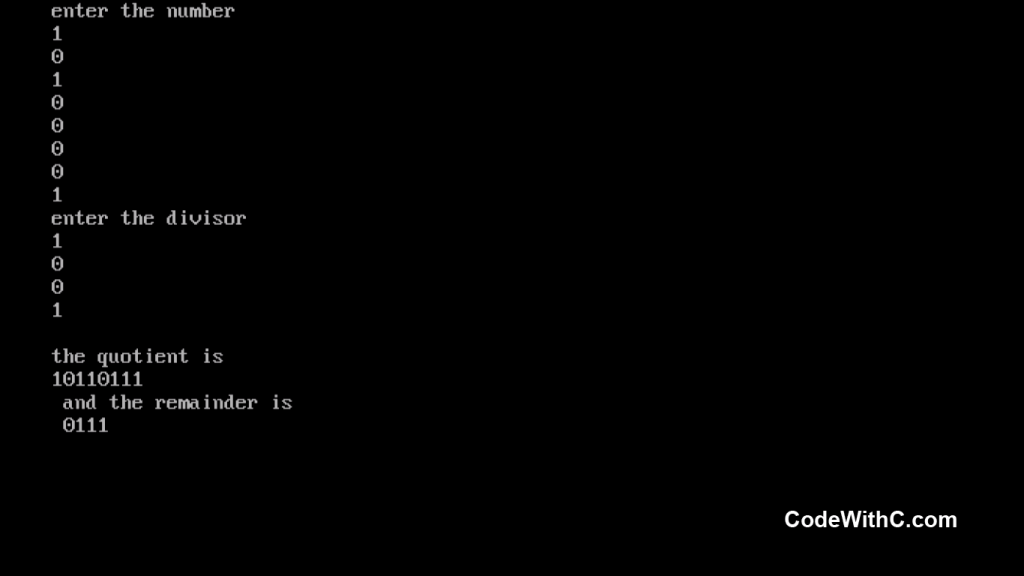 enter the number
1
0
1
0
0
0
0
1
enter the divisor
1
0
0
1
the quotient is
10110111
and the remainder is
0111
CodeWithC.com